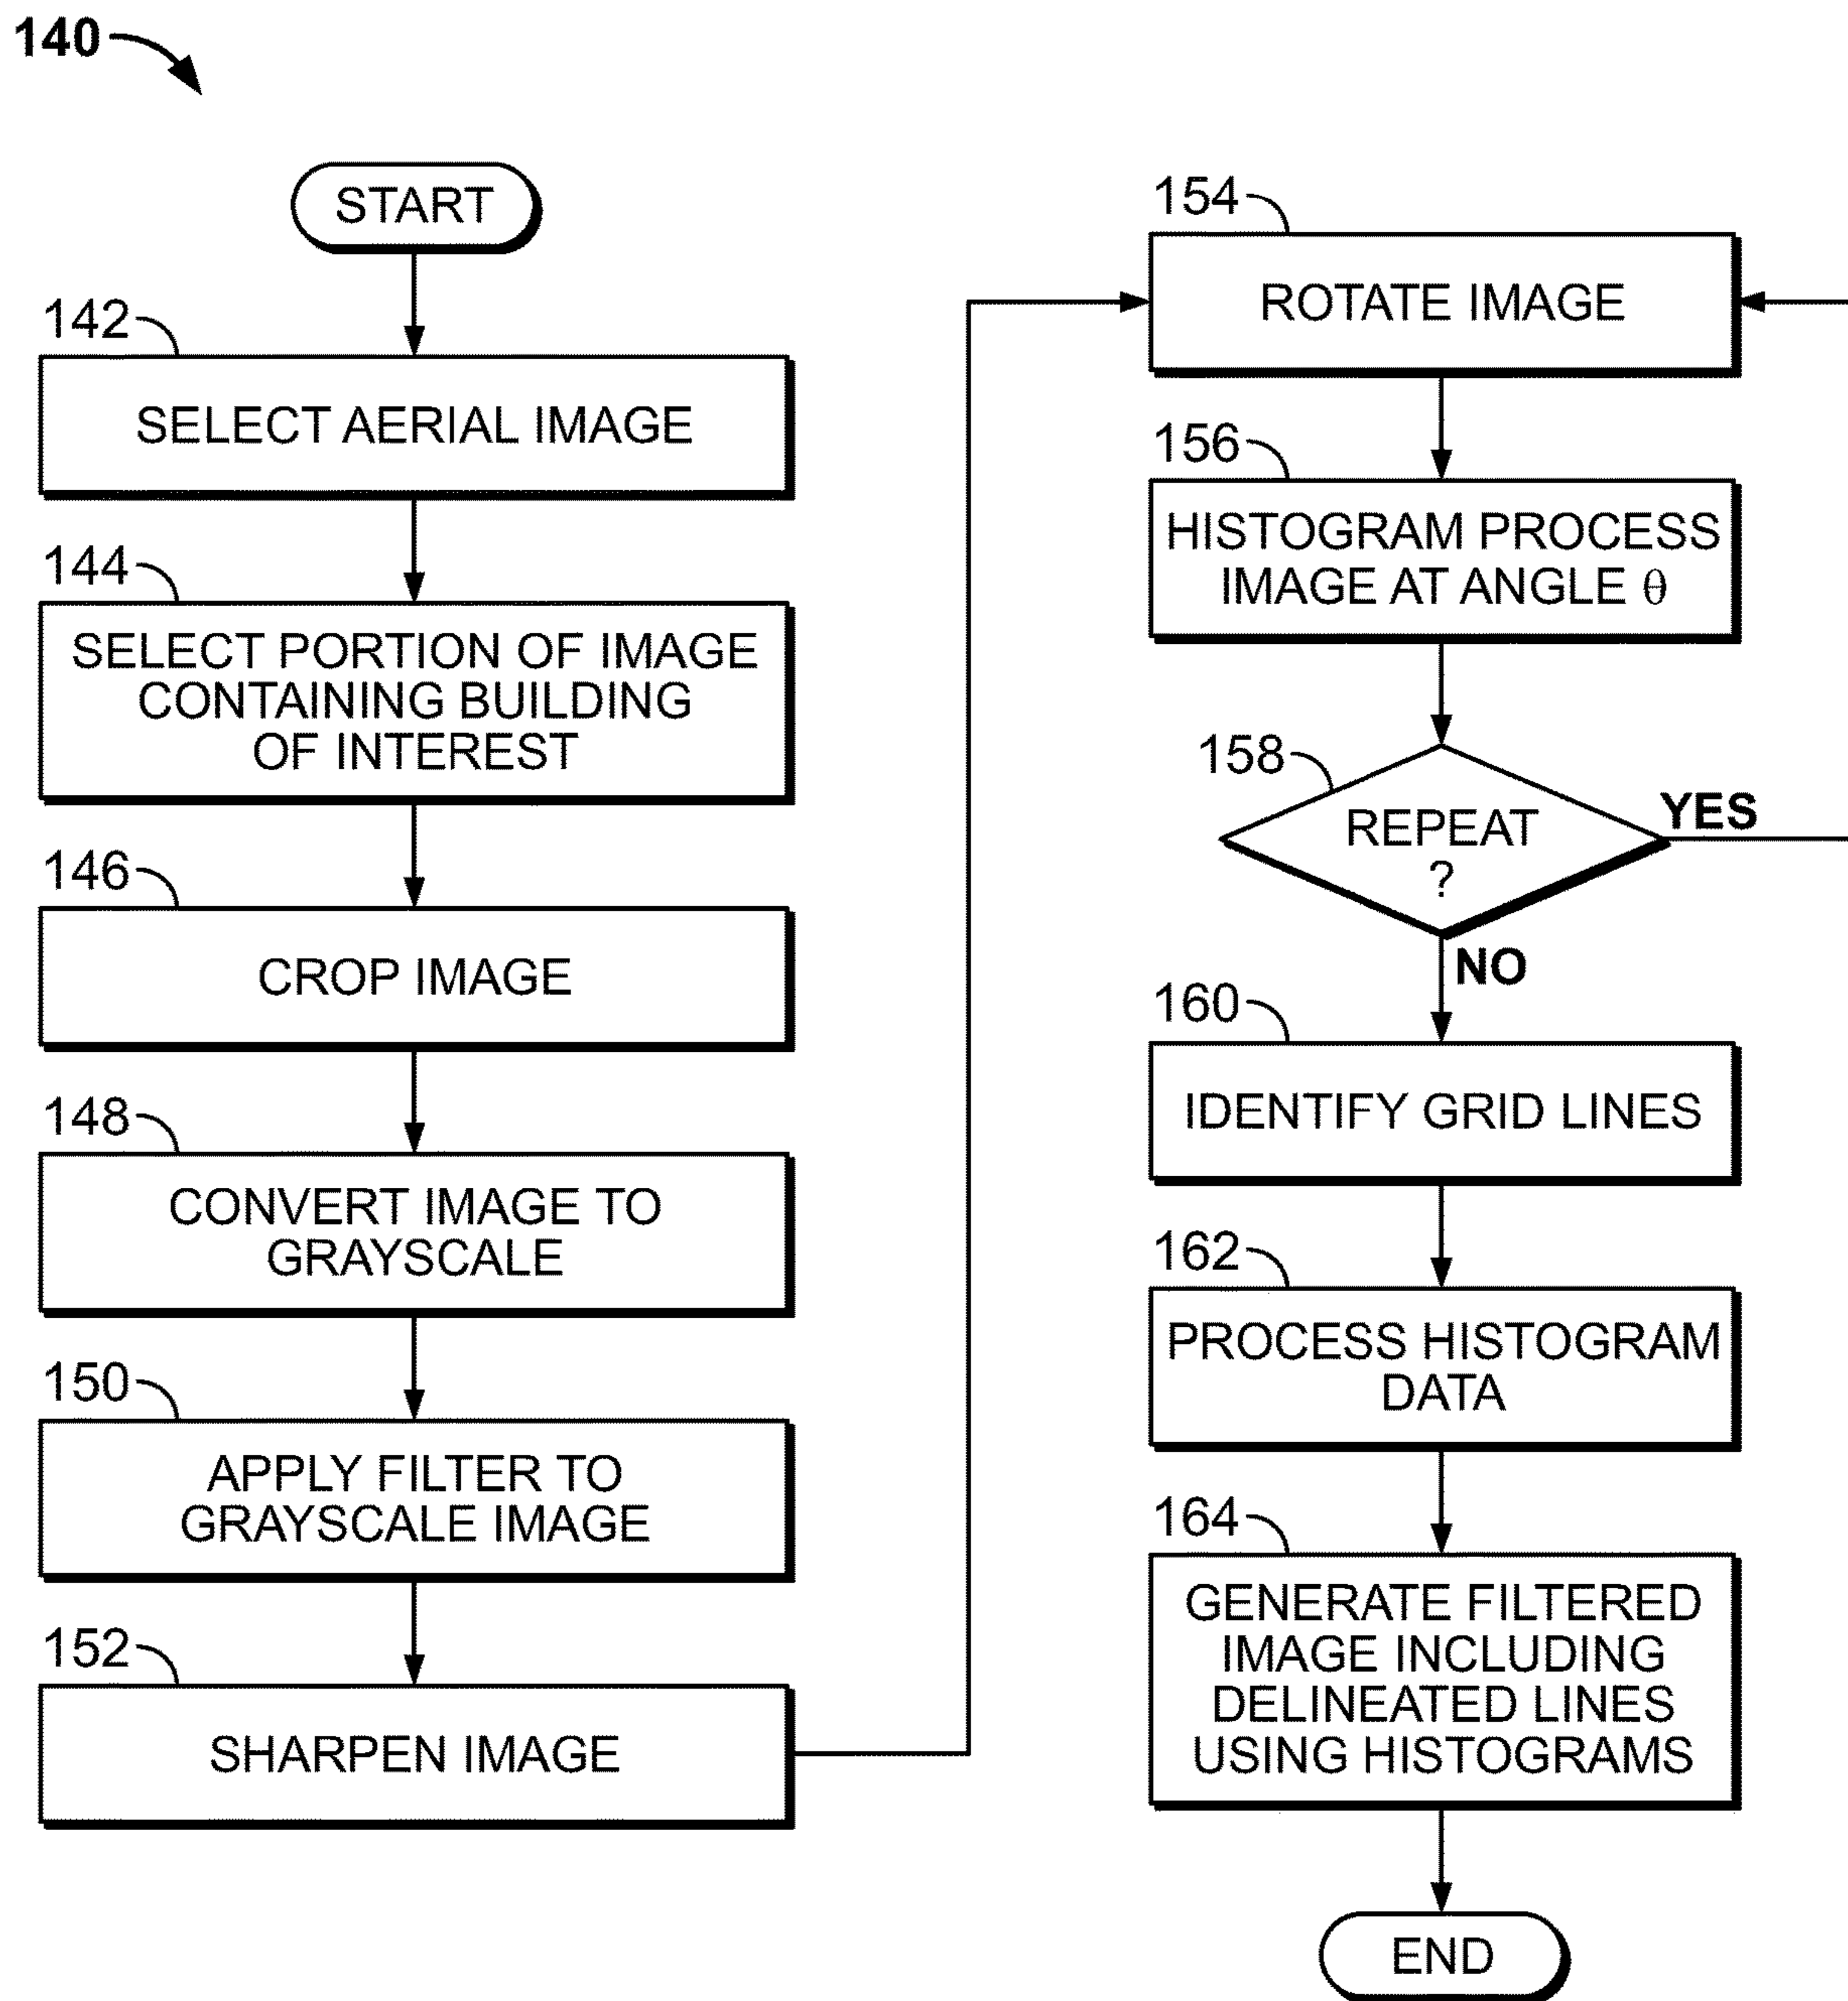 140
START
142
SELECT AERIAL IMAGE
144
SELECT PORTION OF IMAGE
CONTAINING BUILDING
OF INTEREST
146
CROP IMAGE
148
CONVERT IMAGE TO
GRAYSCALE
150
APPLY FILTER TO
GRAYSCALE IMAGE
152
SHARPEN IMAGE
154
ROTATE IMAGE
156
HISTOGRAM PROCESS
IMAGE AT ANGLE θ
158
REPEAT
?
YES
NO
160
IDENTIFY GRID LINES
162
PROCESS HISTOGRAM
DATA
164
GENERATE FILTERED
IMAGE INCLUDING
DELINEATED LINES
USING HISTOGRAMS
END